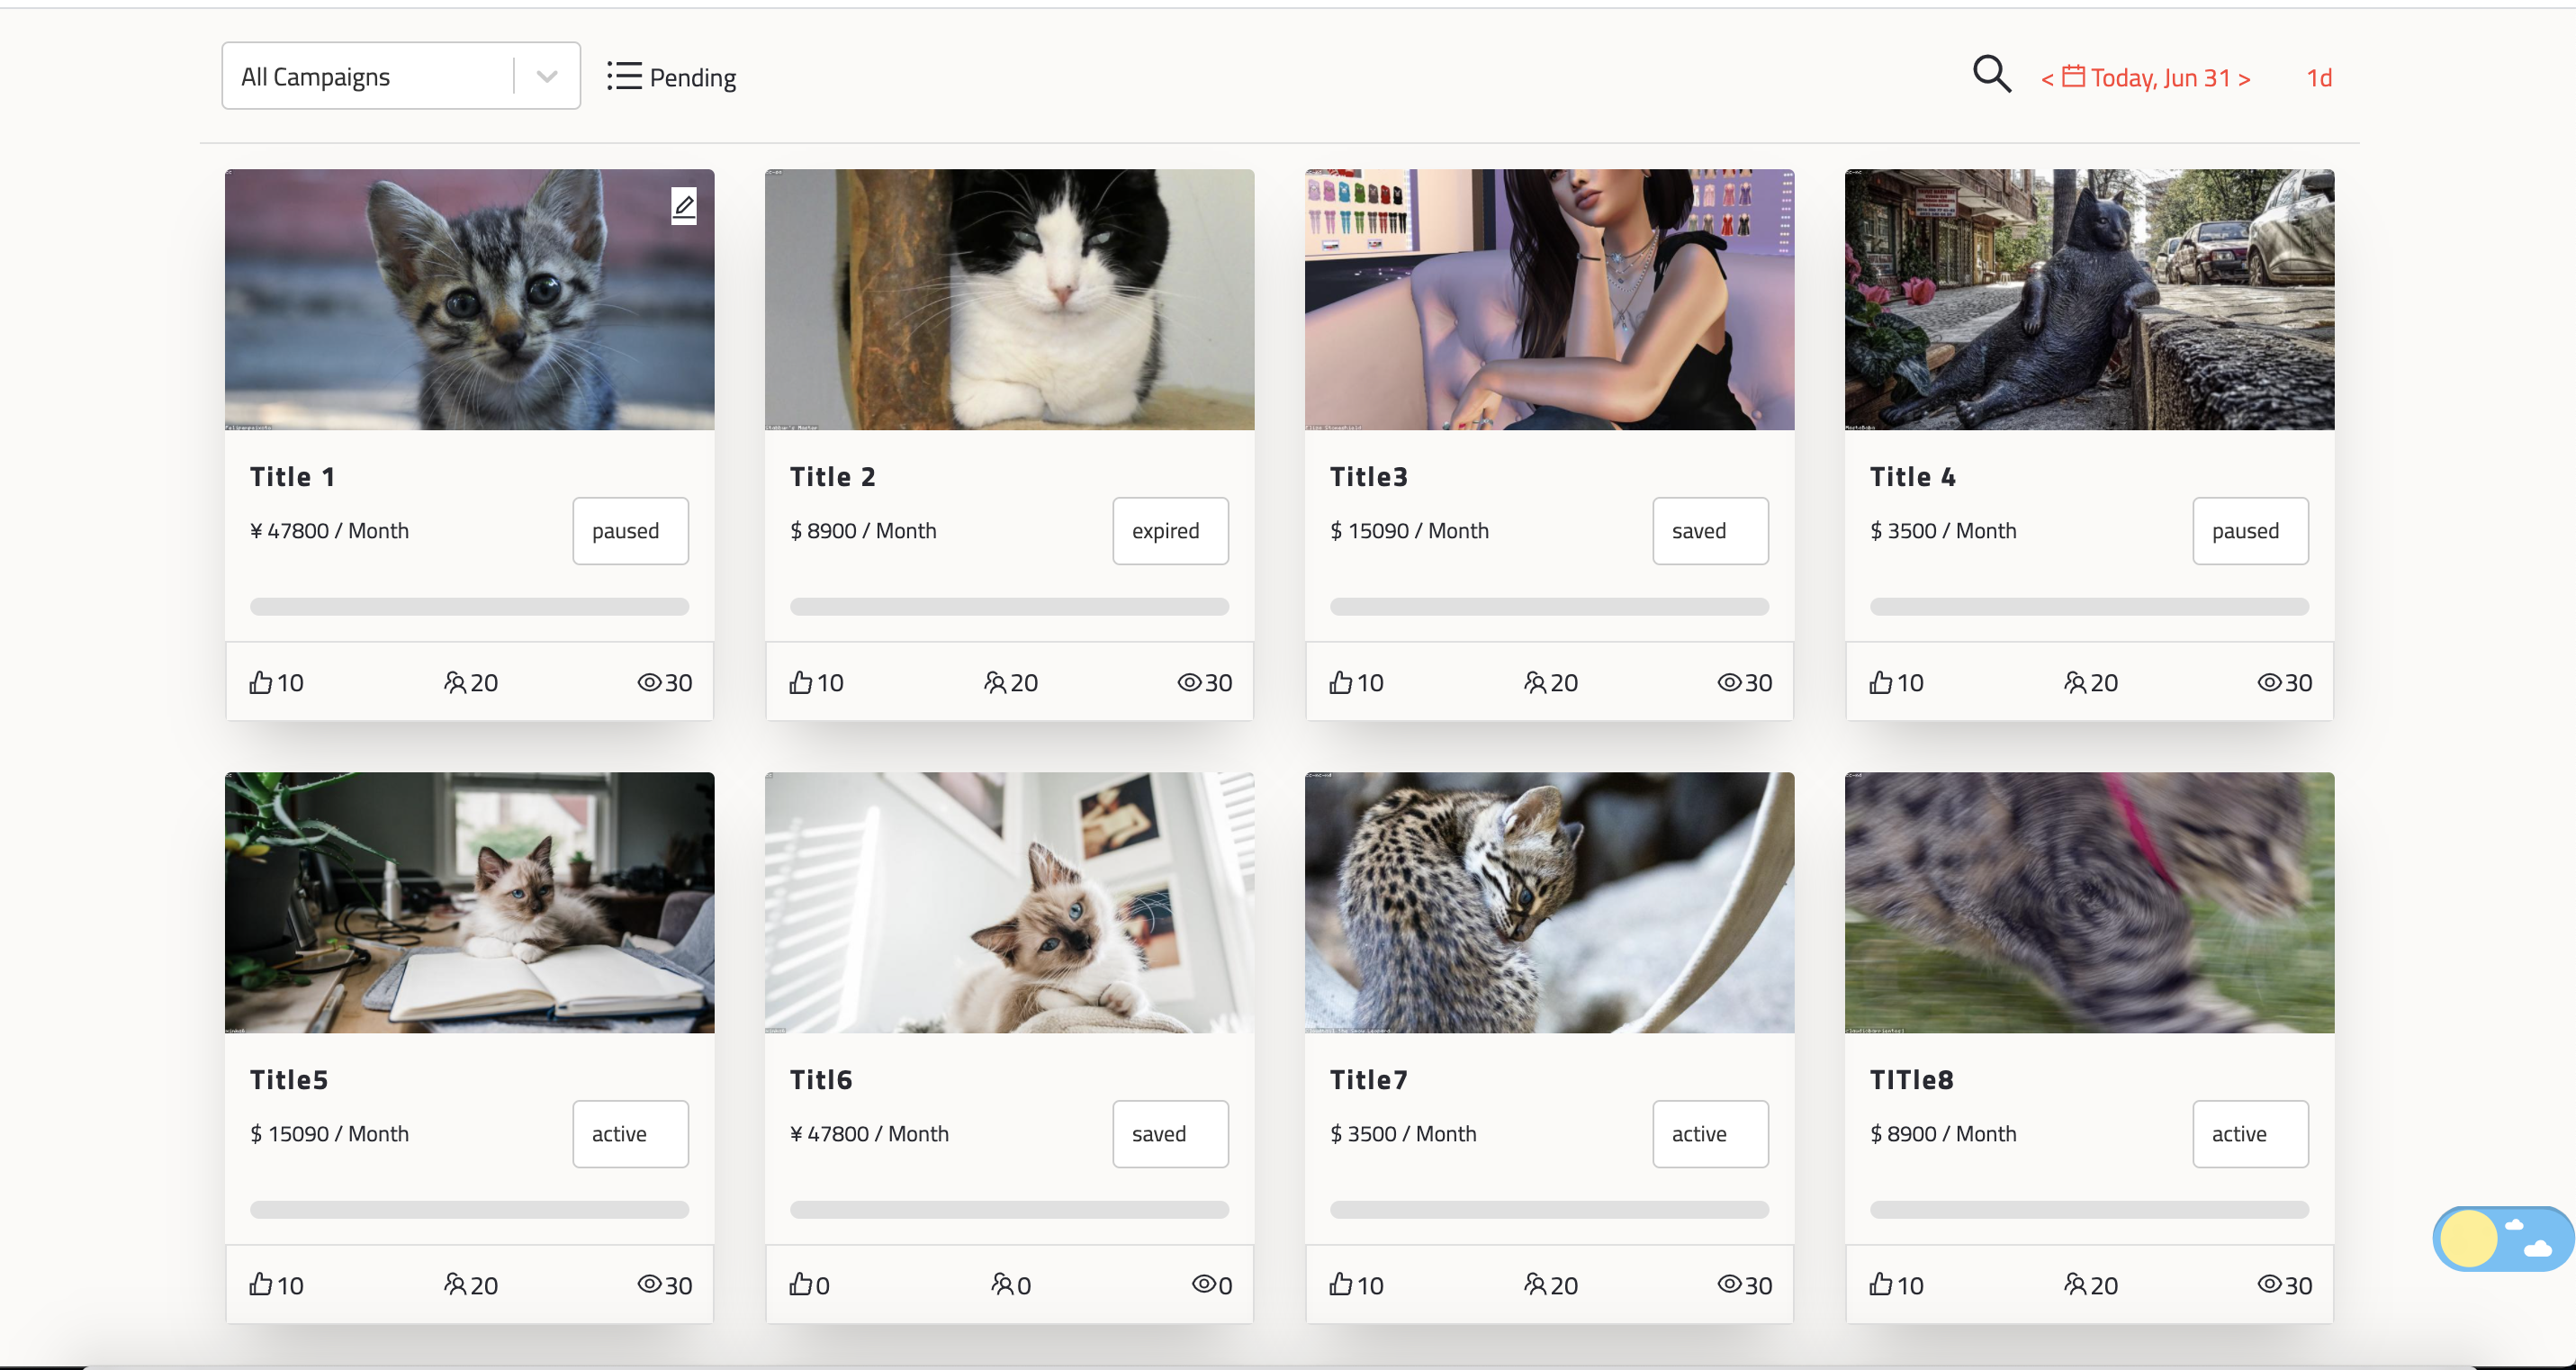 All Campaigns
Pending
< Today, Jun 31 >
1d
Title 1
¥ 47800 / Month
paused
10
20
30
Title 2
$ 8900 / Month
expired
10
20
30
Title3
$ 15090 / Month
saved
10
20
30
Title 4
$ 3500 / Month
paused
10
20
30
Title5
$ 15090 / Month
active
10
20
30
Titl6
¥ 47800 / Month
saved
0
0
0
Title7
$ 3500 / Month
active
10
20
30
TITle8
$ 8900 / Month
active
10
20
30